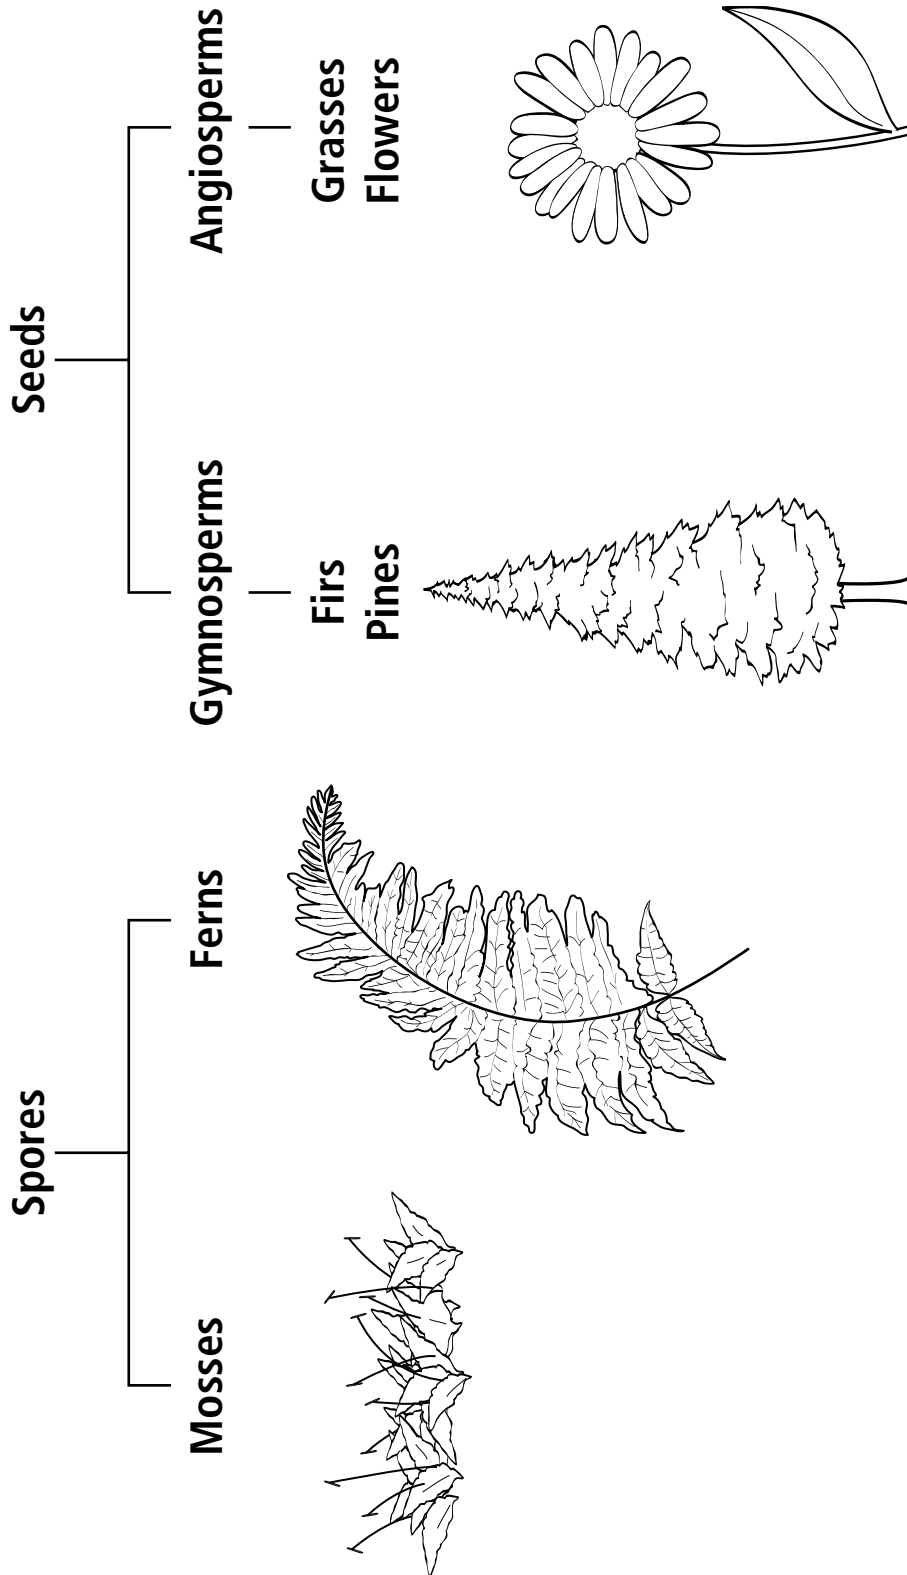 Spores
Seeds
Mosses
Ferns
Gymnosperms
Angiosperms
Firs
Pines
Grasses
Flowers